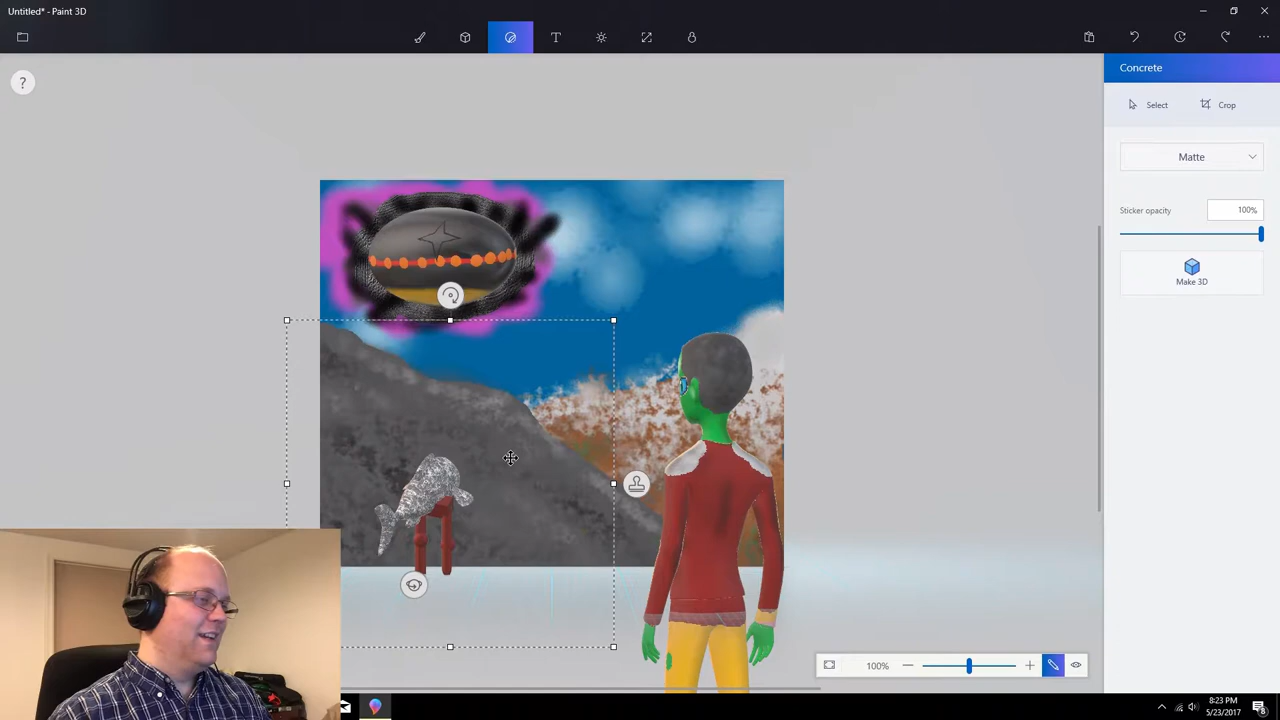 Untitled* - Paint 3D
?
Concrete
Select
Crop
Matte
Sticker opacity
100%
Make 3D
100%
8:23 PM
5/23/2017
8